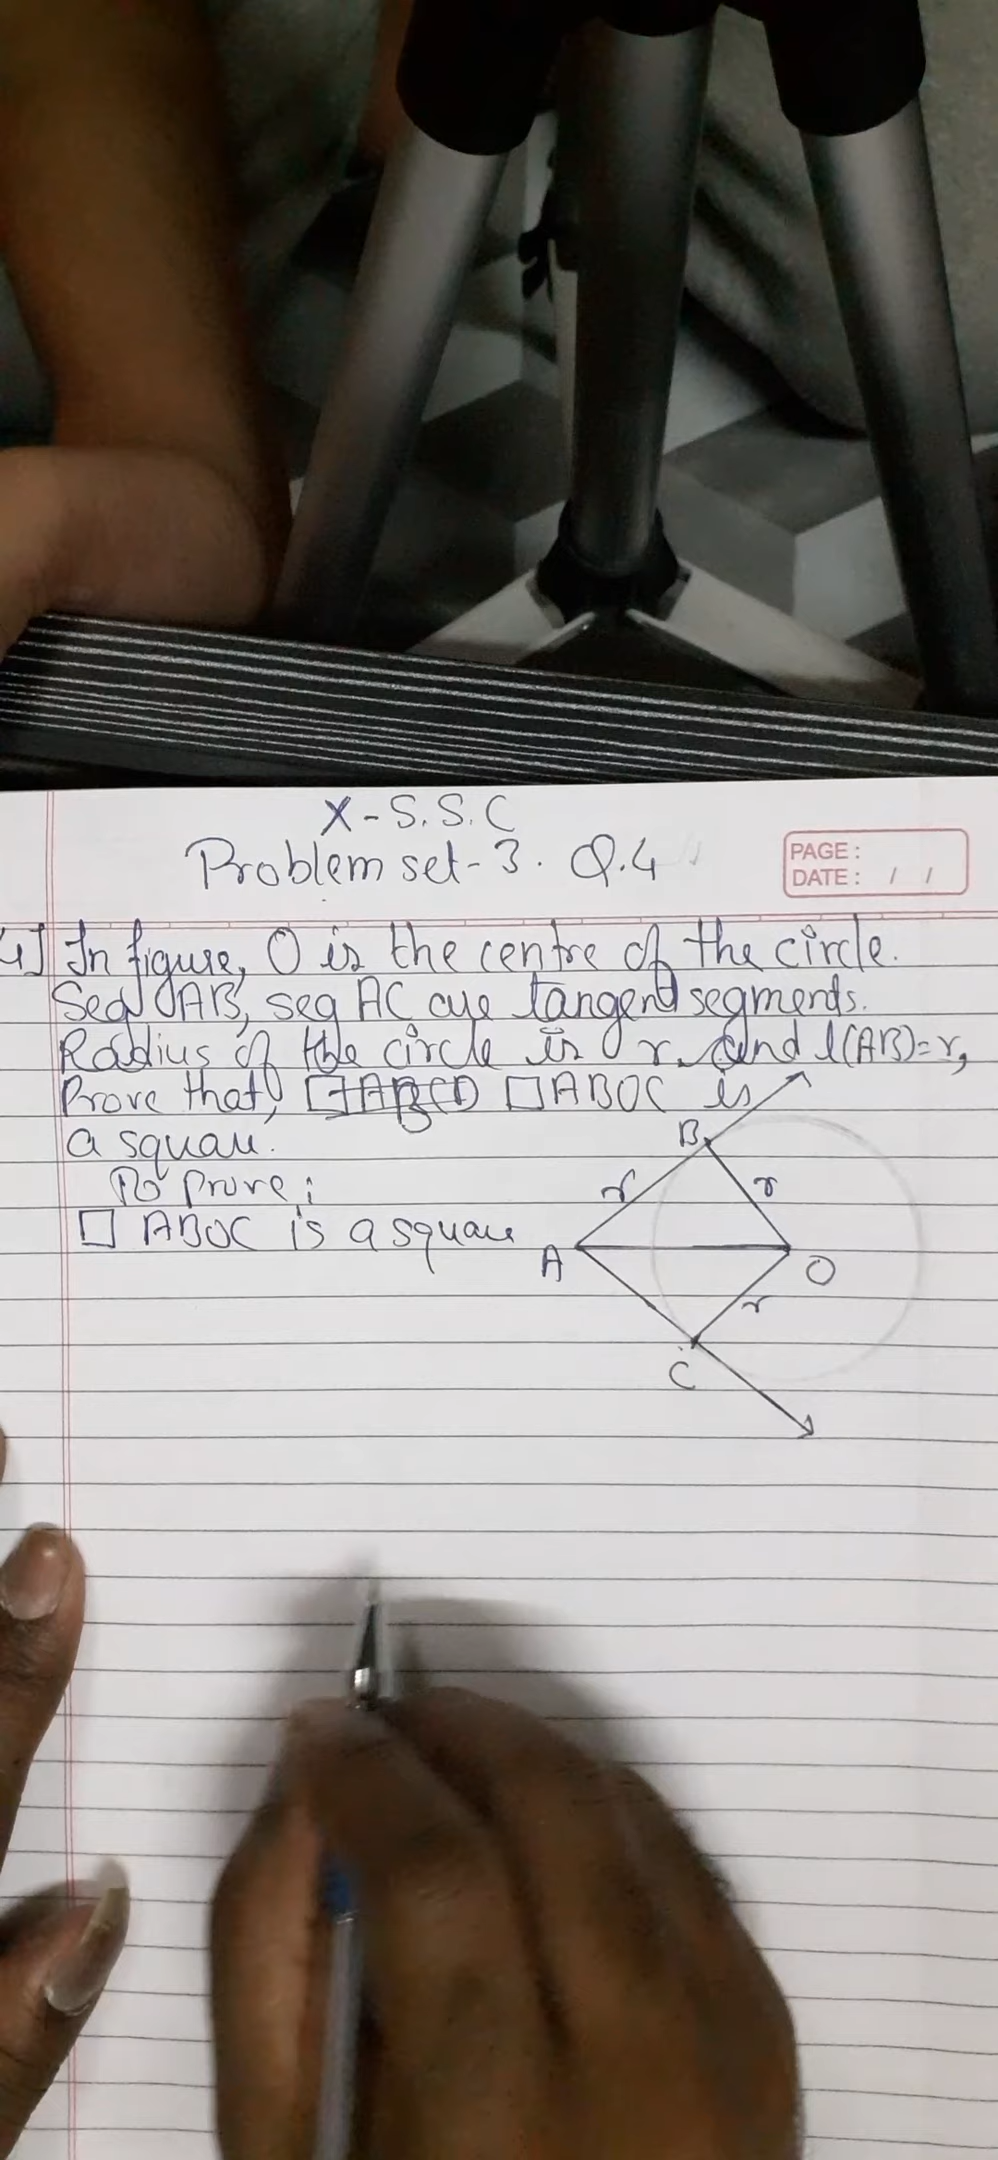 X - S.S.C
Problem set - 3. Q.4
PAGE:
DATE: / /
4] In figure, O is the centre of the circle.
Seg AB, seg AC are tangent segments.
Radius of the circle is r and l(AB)=r,
Prove that, □ABCD □ABOC is
a square.
To prove;
□ ABOC is a square
B
r
r
A
O
r
C